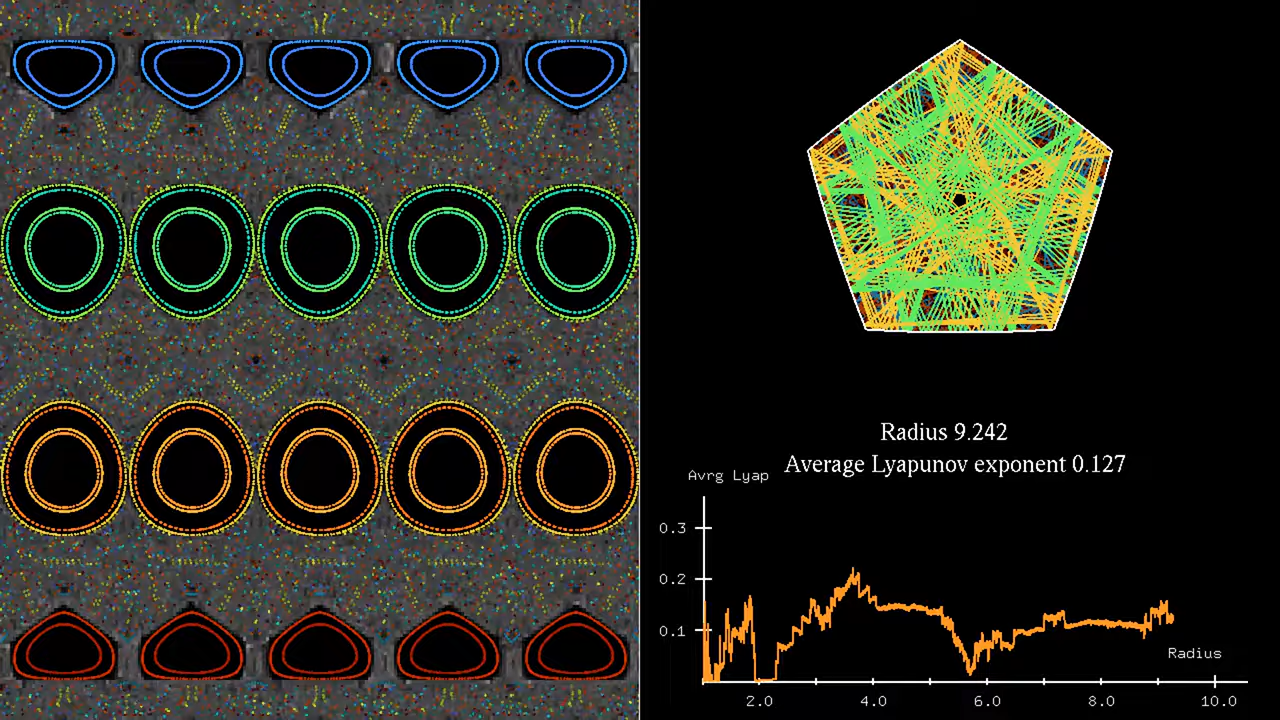 Radius 9.242
Average Lyapunov exponent 0.127
Avrg Lyap
0.3
0.2
0.1
Radius
2.0 4.0 6.0 8.0 10.0